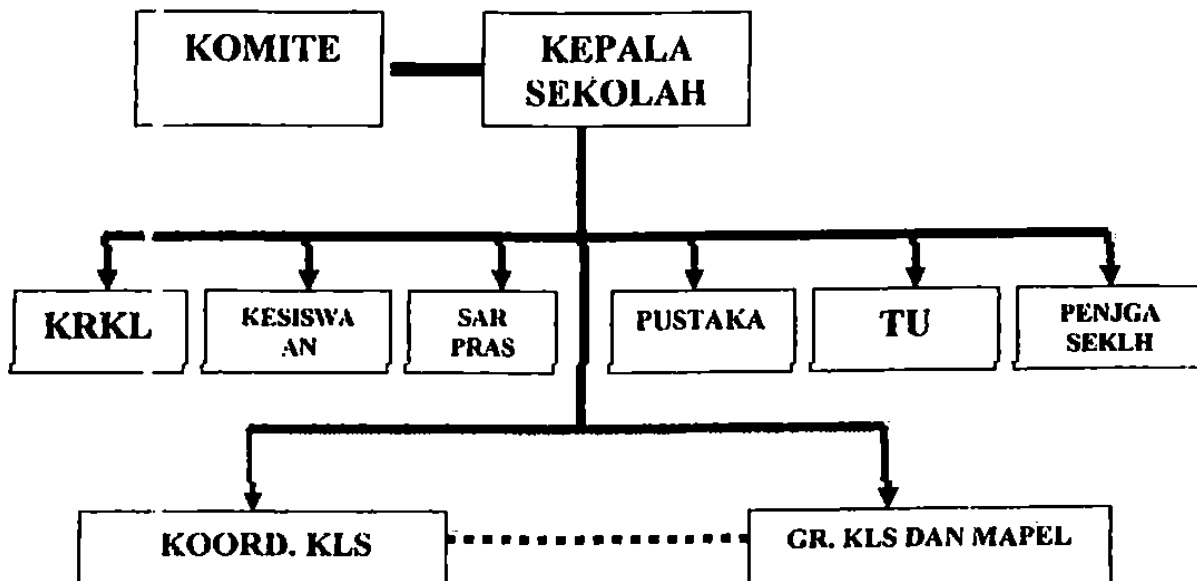 KOMITE
KEPALA
SEKOLAH
KRKL
KESISWA
AN
SAR
PRAS
PUSTAKA
TU
PENJGA
SEKLH
KOORD. KLS
GR. KLS DAN MAPEL